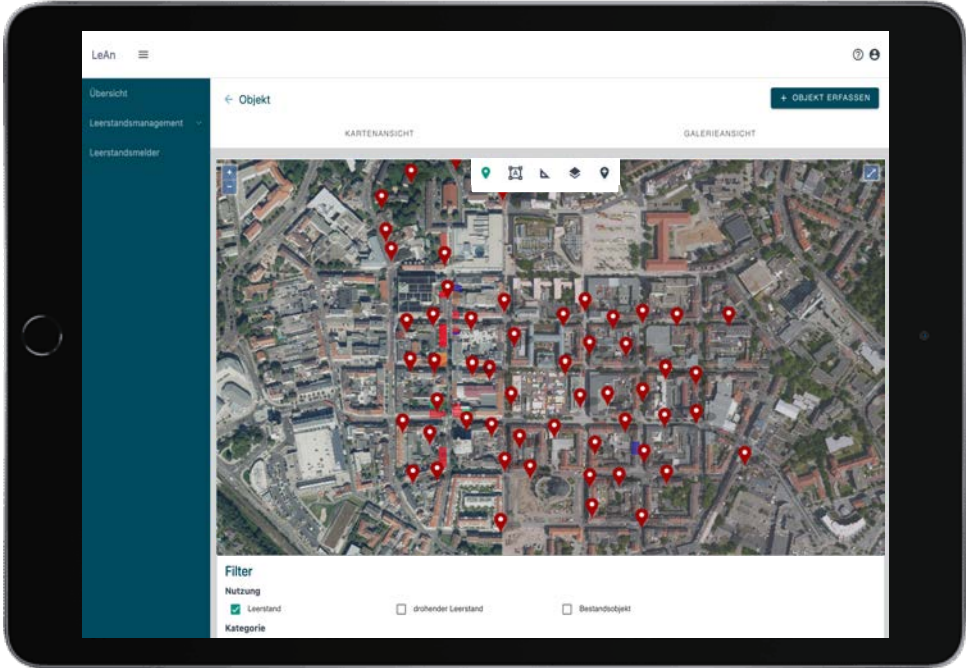 LeAn
Übersicht
Leerstandsmanagement
Leerstandsmelder
Objekt
+ OBJEKT ERFASSEN
KARTENANSICHT
GALERIEANSICHT
Filter
Nutzung
Leerstand
drohender Leerstand
Bestandsobjekt
Kategorie